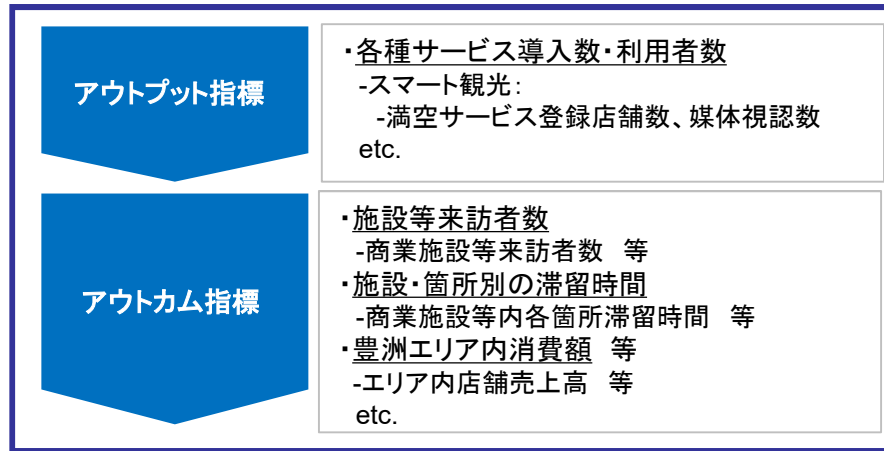 アウトプット指標
・各種サービス導入数・利用者数
-スマート観光：
-満空サービス登録店舗数、媒体視認数
etc.
アウトカム指標
・施設等来訪者数
-商業施設等来訪者数　等
・施設・箇所別の滞留時間
-商業施設等内各箇所滞留時間　等
・豊洲エリア内消費額　等
-エリア内店舗売上高　等
etc.